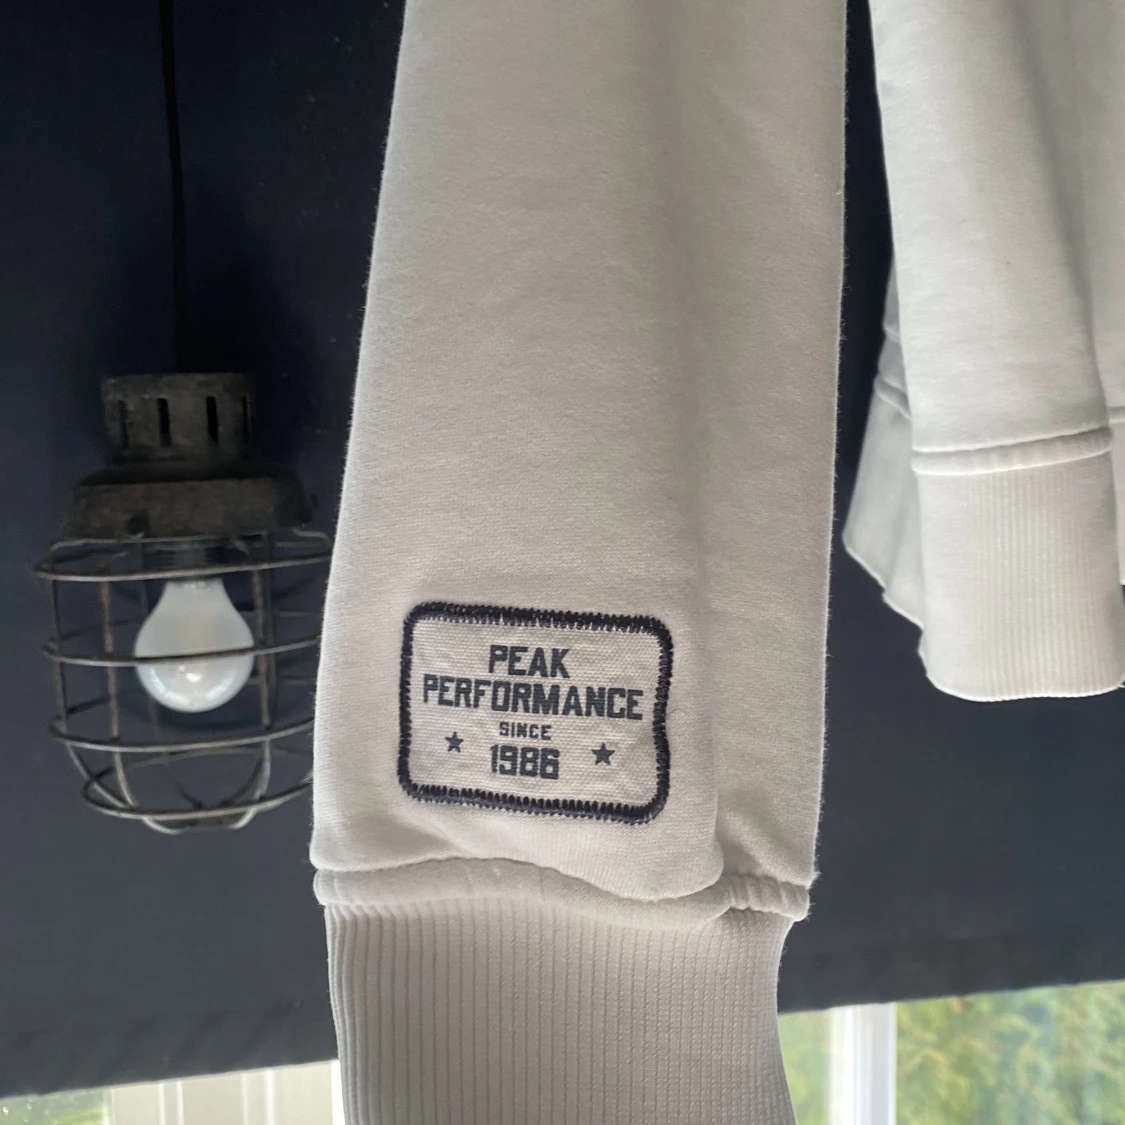 PEAK
PERFORMANCE
SINCE
1986